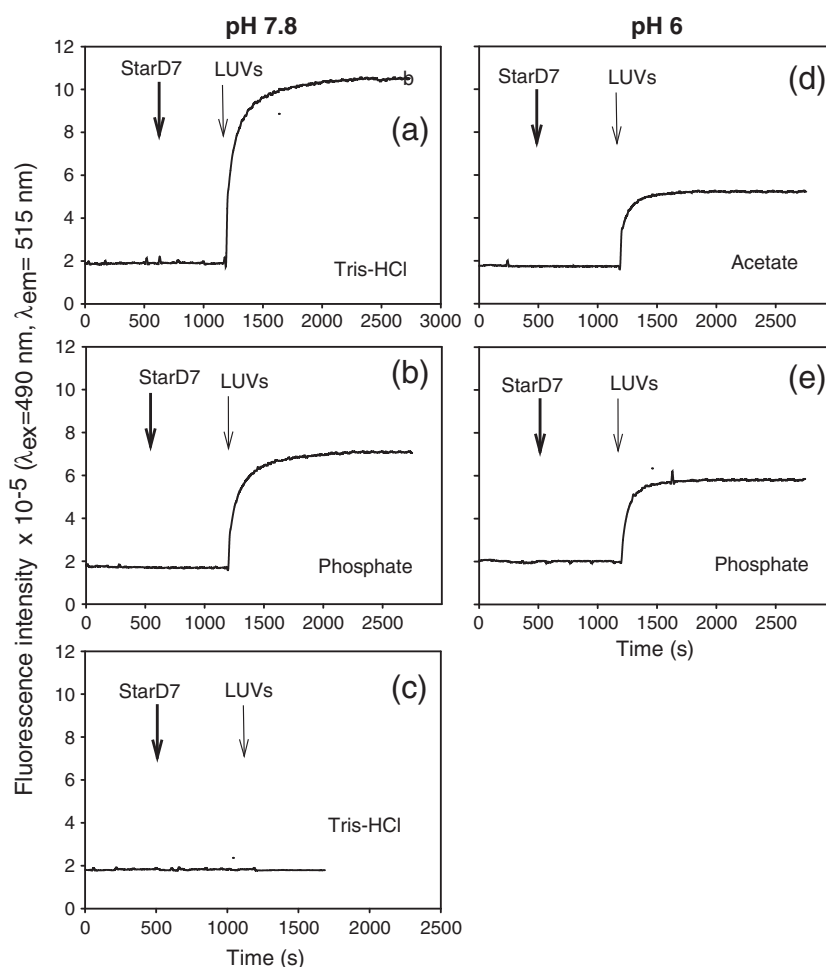 pH 7.8
pH 6
Fluorescence intensity x 10-5 (λex=490 nm, λem= 515 nm)
12
10
8
6
4
2
0
StarD7
LUVs
b
(a)
Tris-HCl
0 500 1000 1500 2000 2500 3000
StarD7
LUVs
(d)
Acetate
0 500 1000 1500 2000 2500
12
10
8
6
4
2
0
StarD7
LUVs
(b)
Phosphate
0 500 1000 1500 2000 2500
StarD7
LUVs
(e)
Phosphate
0 500 1000 1500 2000 2500
Time (s)
12
10
8
6
4
2
0
StarD7
LUVs
(c)
Tris-HCl
0 500 1000 1500 2000 2500
Time (s)